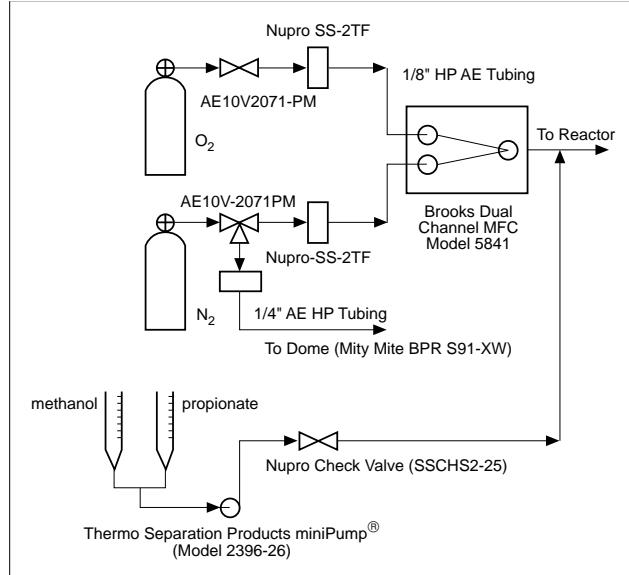 Nupro SS-2TF
1/8" HP AE Tubing
AE10V2071-PM
O2
To Reactor
AE10V-2071PM
Brooks Dual
Channel MFC
Model 5841
Nupro-SS-2TF
N2
1/4" AE HP Tubing
To Dome (Mity Mite BPR S91-XW)
methanol
propionate
Nupro Check Valve (SSCHS2-25)
Thermo Separation Products miniPump®
(Model 2396-26)